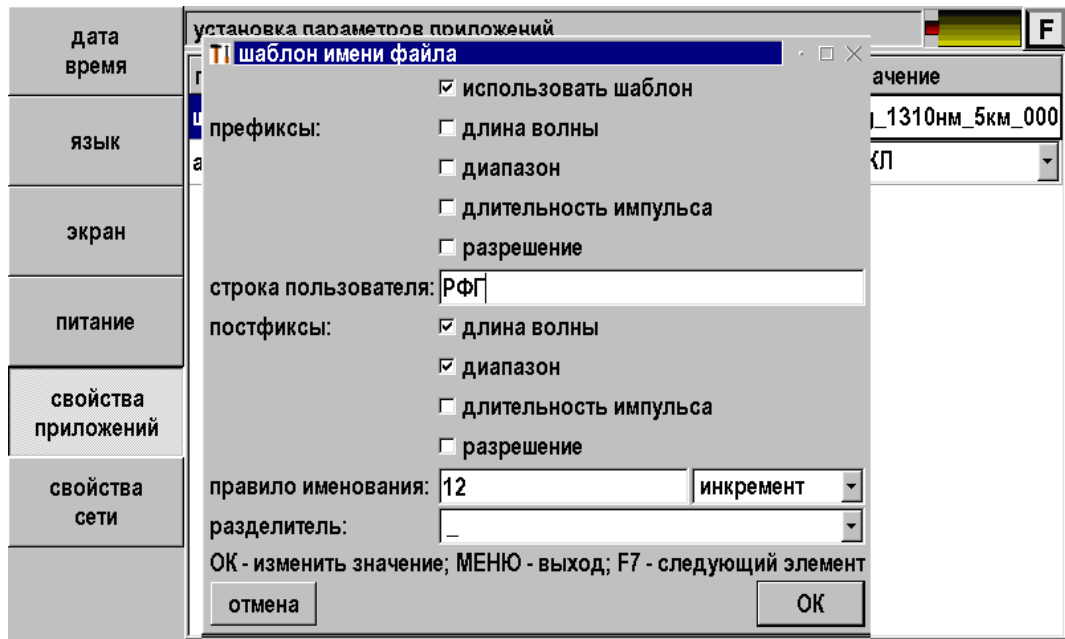 дата
время
установка параметров приложений
F
шаблон имени файла
ачение
использовать шаблон
_1310нм_5км_000
префиксы:
длина волны
язык
КЛ
диапазон
длительность импульса
экран
разрешение
строка пользователя: РФГ
питание
постфиксы:
длина волны
диапазон
свойства
приложений
длительность импульса
разрешение
свойства
сети
правило именования: 12 инкремент
разделитель: _
ОК - изменить значение; МЕНЮ - выход; F7 - следующий элемент
отмена
ОК